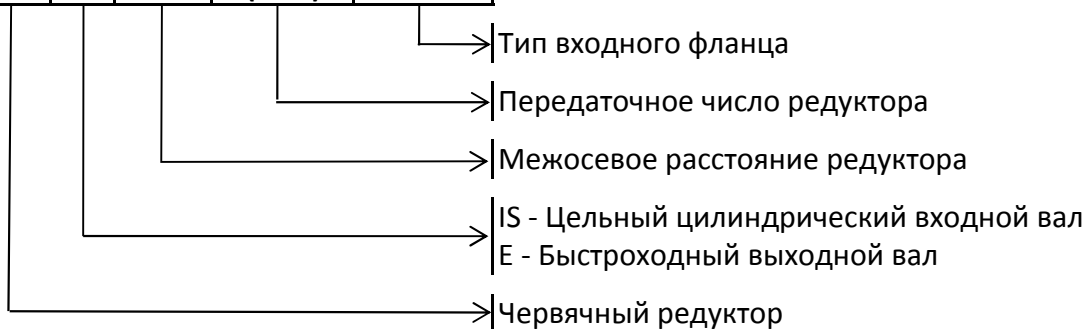 Тип входного фланца
Передаточное число редуктора
Межосевое расстояние редуктора
IS - Цельный цилиндрический входной вал
E - Быстроходный выходной вал
Червячный редуктор